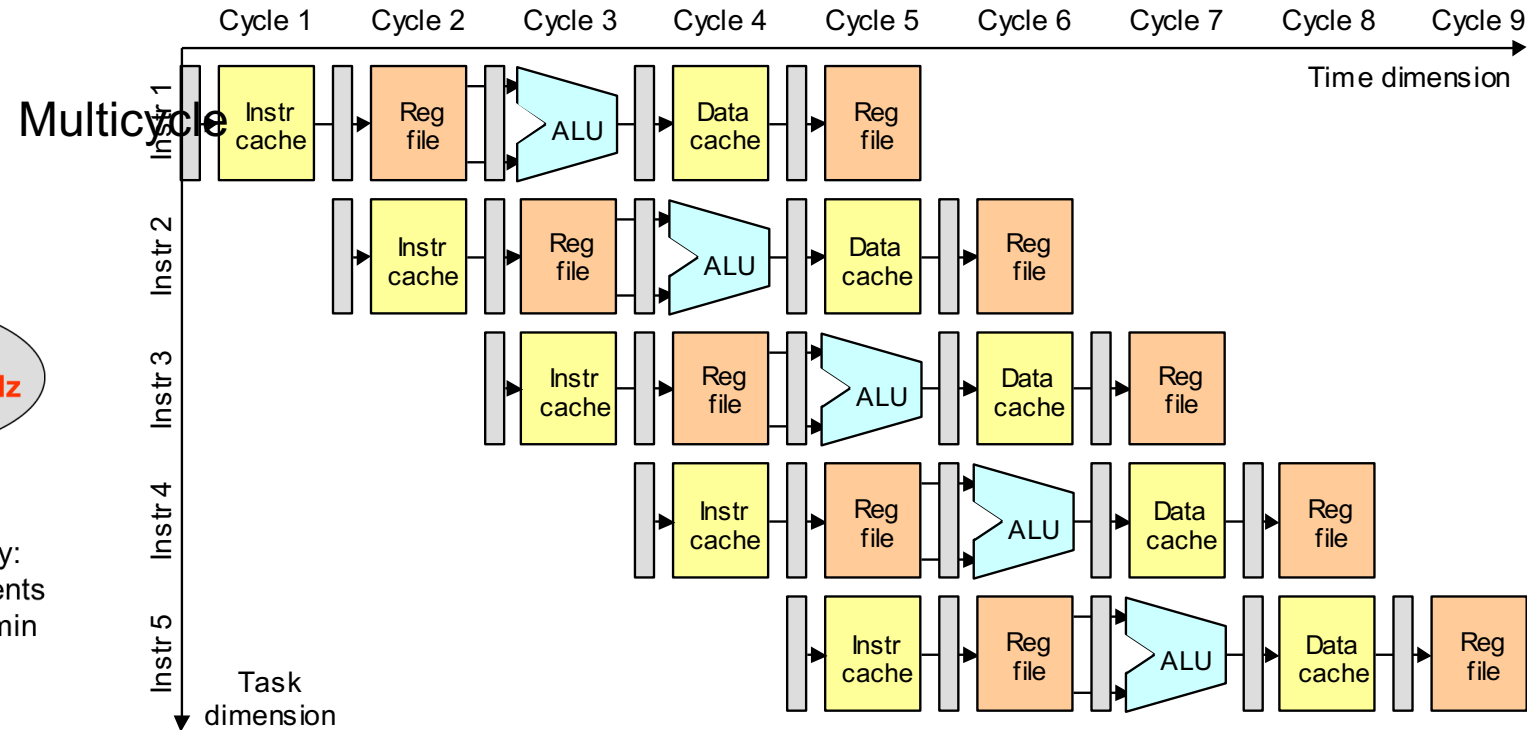 Cycle 1 Cycle 2 Cycle 3 Cycle 4 Cycle 5 Cycle 6 Cycle 7 Cycle 8 Cycle 9
Time dimension
Multicycle
Instr 1
Instr
cache
Reg
file
ALU
Data
cache
Reg
file
Instr 2
Instr
cache
Reg
file
ALU
Data
cache
Reg
file
Instr 3
Instr
cache
Reg
file
ALU
Data
cache
Reg
file
Instr 4
Instr
cache
Reg
file
ALU
Data
cache
Reg
file
Instr 5
Instr
cache
Reg
file
ALU
Data
cache
Reg
file
Task
dimension